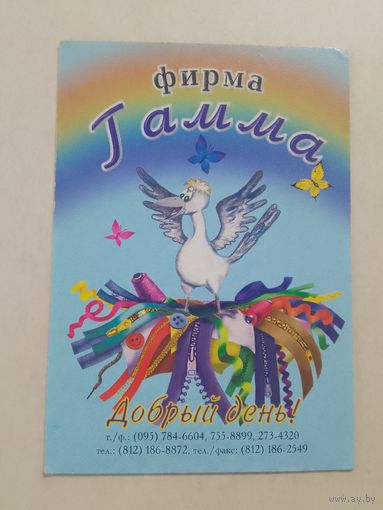 фирма
Гамма
Добрый день!
т./ф.: (095) 784-6604, 755-8899, 273-4320
тел.: (812) 186-8872, тел./факс: (812) 186-2549
www.ay.by